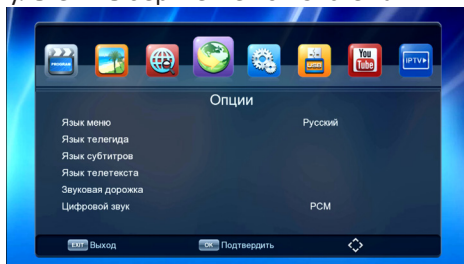 PROGRAM
USB
You
Tube
IPTV
Опции
Язык меню Русский
Язык телегида
Язык субтитров
Язык телетекста
Звуковая дорожка
Цифровой звук PCM
EXIT Выход OK Подтвердить